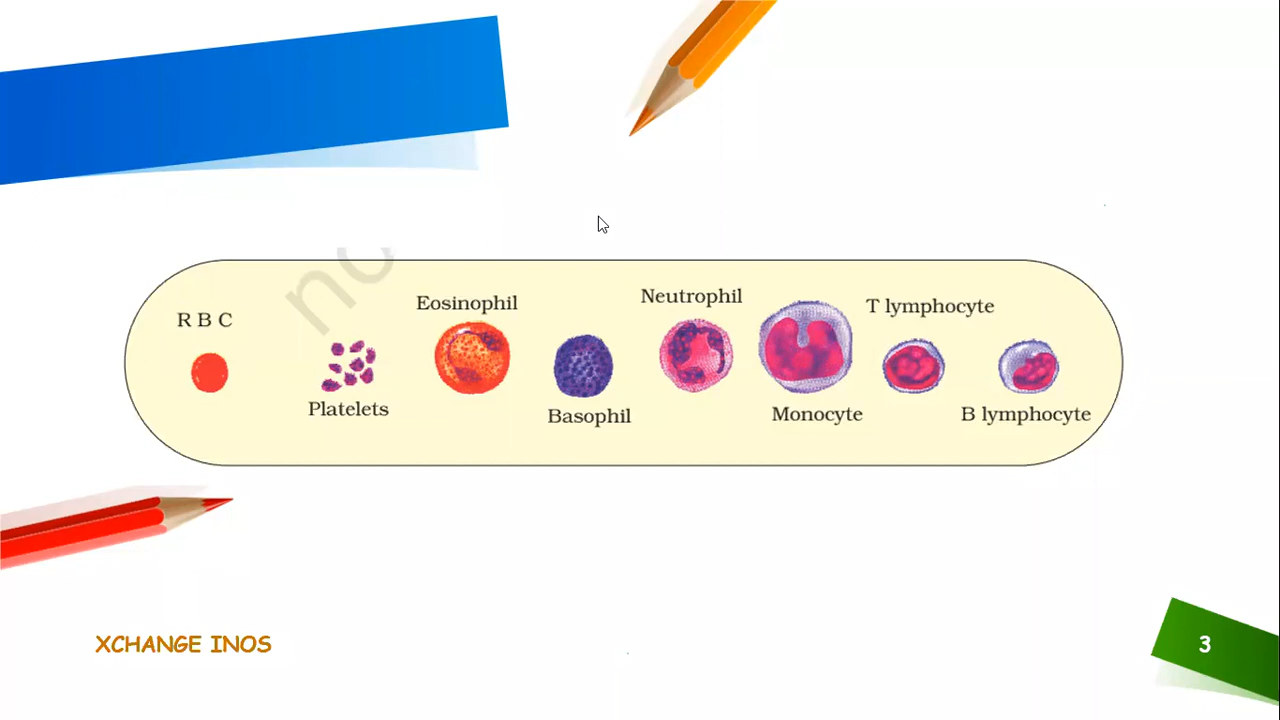 R B C
Platelets
Eosinophil
Basophil
Neutrophil
Monocyte
T lymphocyte
B lymphocyte
XCHANGE INOS
3